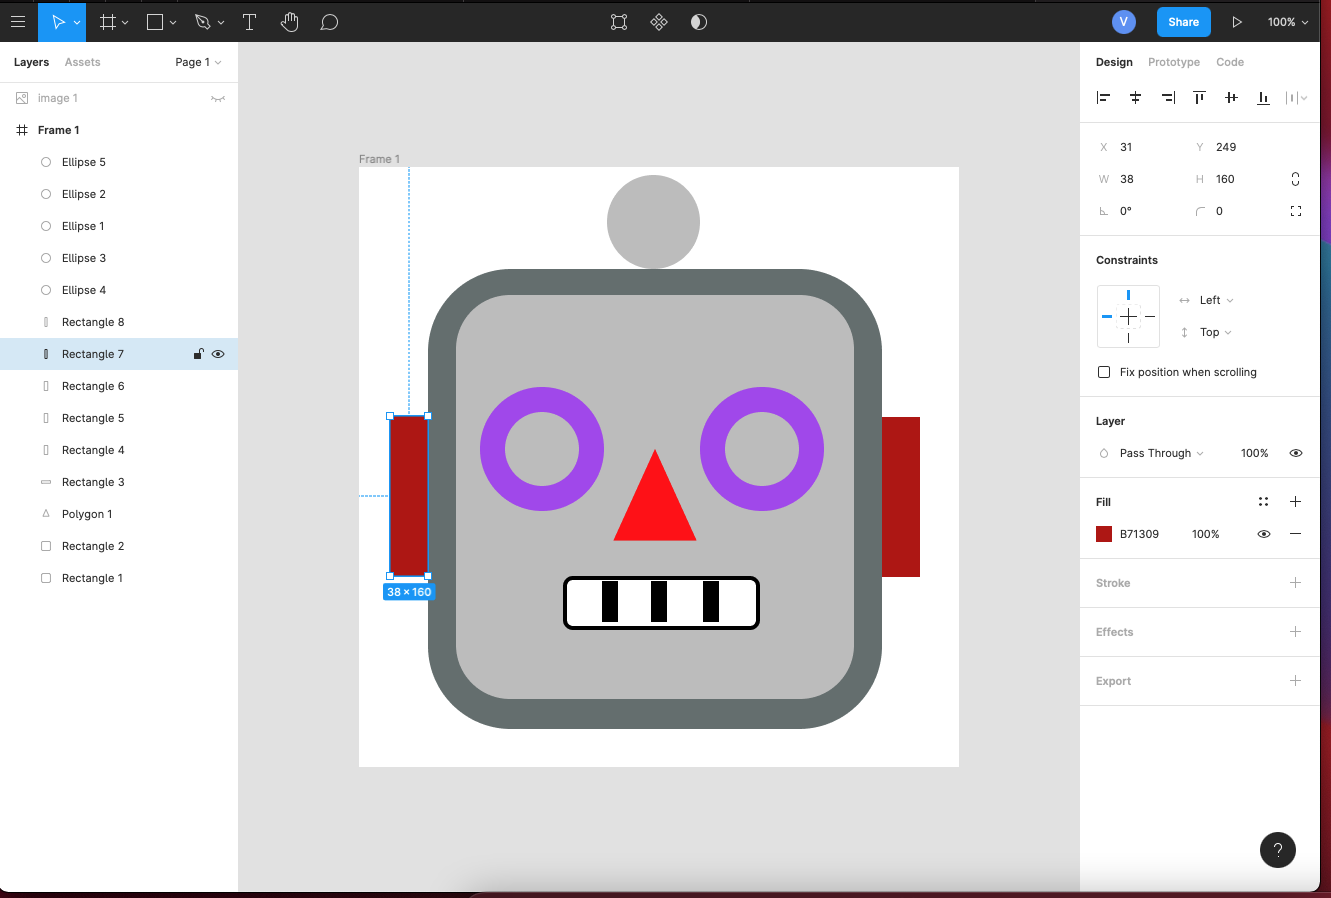 V
Share
100%
Layers
Assets
Page 1
image 1
Frame 1
Ellipse 5
Ellipse 2
Ellipse 1
Ellipse 3
Ellipse 4
Rectangle 8
Rectangle 7
Rectangle 6
Rectangle 5
Rectangle 4
Rectangle 3
Polygon 1
Rectangle 2
Rectangle 1
Frame 1
38 × 160
Design
Prototype
Code
X 31
Y 249
W 38
H 160
0°
0
Constraints
Left
Top
Fix position when scrolling
Layer
Pass Through
100%
Fill
B71309
100%
Stroke
Effects
Export
?